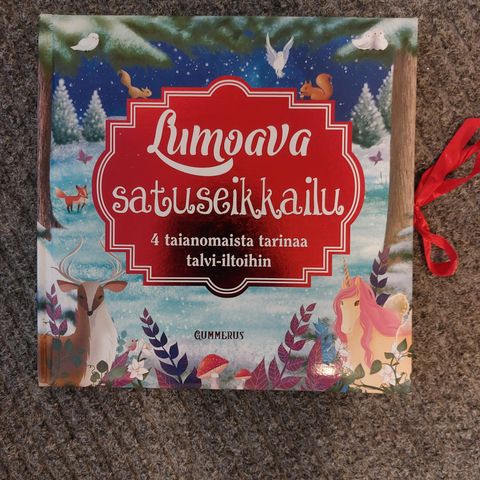 Lumoava
satuseikkailu
4 taianomaista tarinaa
talvi-iltoihin
GUMMERUS